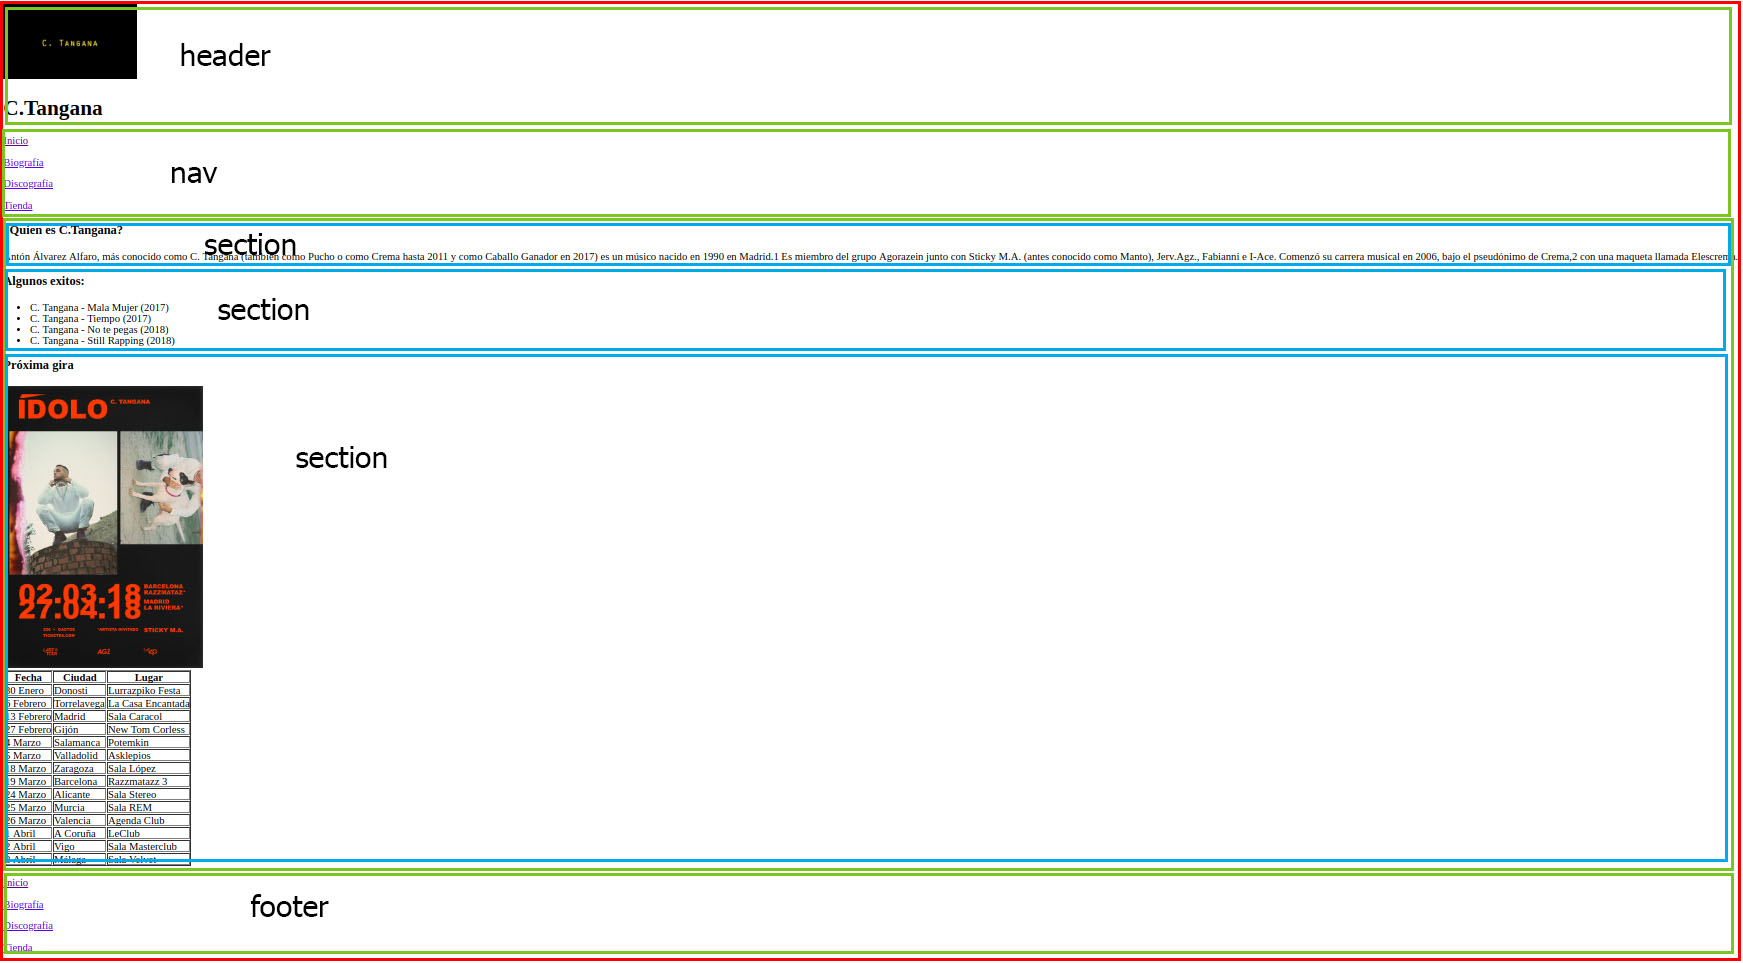 C. TANGANA
header
C.Tangana
Inicio
Biografía
nav
Discografía
Tienda
Quien es C.Tangana?
section
Antón Álvarez Alfaro, más conocido como C. Tangana (también como Pucho o como Crema hasta 2011 y como Caballo Ganador en 2017) es un músico nacido en 1990 en Madrid.1 Es miembro del grupo Agorazein junto con Sticky M.A. (antes conocido como Manto), Jerv.Agz., Fabianni e I-Ace. Comenzó su carrera musical en 2006, bajo el pseudónimo de Crema,2 con una maqueta llamada Elescrema.
Algunos exitos:
C. Tangana - Mala Mujer (2017)
section
C. Tangana - Tiempo (2017)
C. Tangana - No te pegas (2018)
C. Tangana - Still Rapping (2018)
Próxima gira
ÍDOLO C. TANGANA
section
02:03:18 BARCELONA
RAZZMATAZZ*
27:04:18 MADRID
LA RIVIERA*
*ARTISTA INVITADO STICKY M.A.
Fecha Ciudad Lugar
30 Enero Donosti Lurrazpiko Festa
6 Febrero Torrelavega La Casa Encantada
13 Febrero Madrid Sala Caracol
27 Febrero Gijón New Tom Corless
4 Marzo Salamanca Potemkin
5 Marzo Valladolid Asklepios
18 Marzo Zaragoza Sala López
19 Marzo Barcelona Razzmatazz 3
24 Marzo Alicante Sala Stereo
25 Marzo Murcia Sala REM
26 Marzo Valencia Agenda Club
1 Abril A Coruña LeClub
2 Abril Vigo Sala Masterclub
Abril Málaga Sala Velvet
Inicio
Biografía
footer
Discografía
Tienda